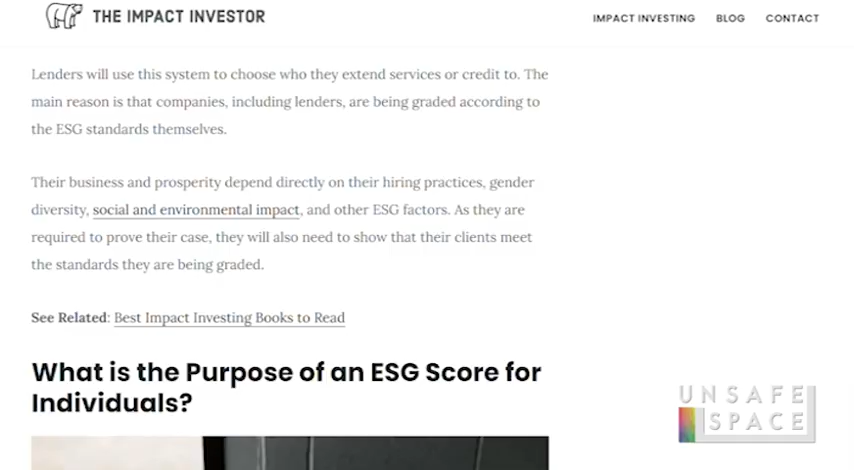 THE IMPACT INVESTOR
IMPACT INVESTING BLOG CONTACT
Lenders will use this system to choose who they extend services or credit to. The
main reason is that companies, including lenders, are being graded according to
the ESG standards themselves.
Their business and prosperity depend directly on their hiring practices, gender
diversity, social and environmental impact, and other ESG factors. As they are
required to prove their case, they will also need to show that their clients meet
the standards they are being graded.
See Related: Best Impact Investing Books to Read
What is the Purpose of an ESG Score for
Individuals?
UNSAFE
SPACE